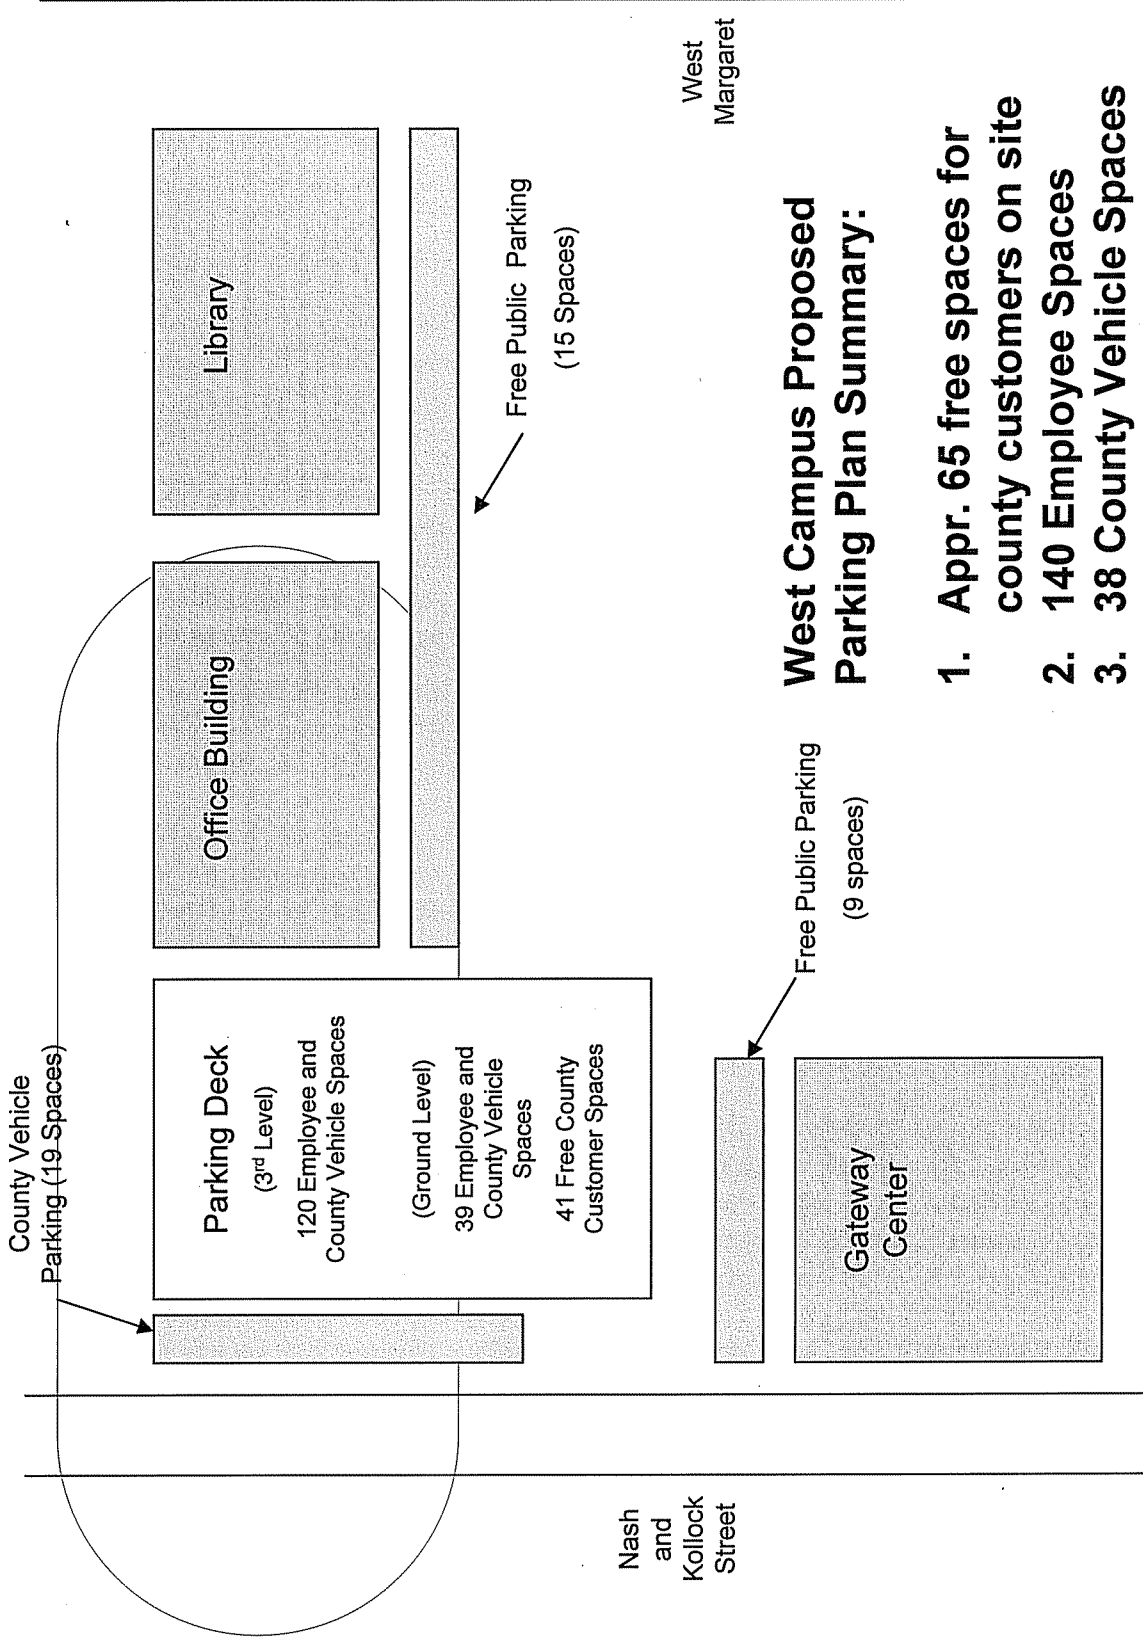 County Vehicle
Parking (19 Spaces)
Parking Deck
(3rd Level)
120 Employee and
County Vehicle Spaces
(Ground Level)
39 Employee and
County Vehicle
Spaces
41 Free County
Customer Spaces
Office Building
Library
Free Public Parking
(15 Spaces)
West
Margaret
Nash
and
Kollock
Street
Gateway
Center
Free Public Parking
(9 spaces)
West Campus Proposed
Parking Plan Summary:
1. Appr. 65 free spaces for
county customers on site
2. 140 Employee Spaces
3. 38 County Vehicle Spaces